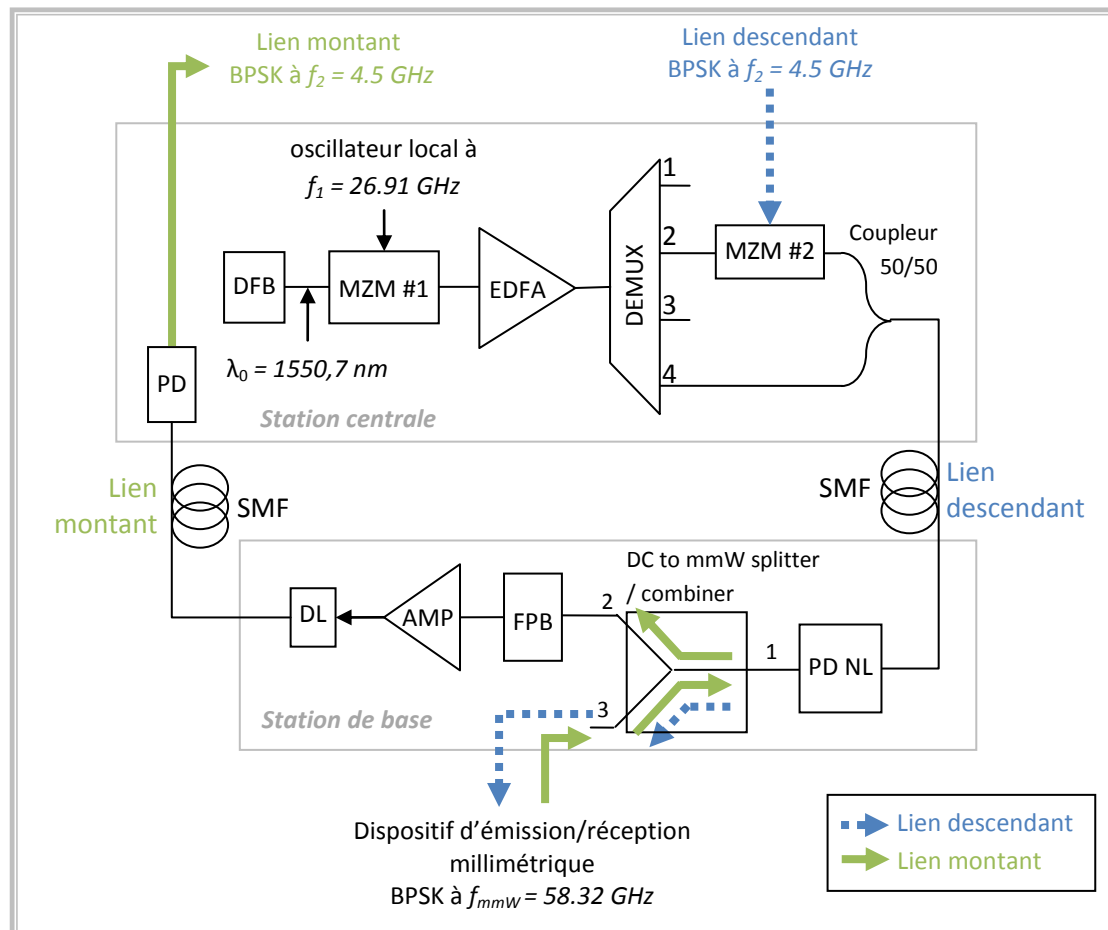 Lien montant
BPSK à f2 = 4.5 GHz
Lien descendant
BPSK à f2 = 4.5 GHz
oscillateur local à
f1 = 26.91 GHz
1
2
3
4
DFB
MZM #1
EDFA
DEMUX
MZM #2
Coupleur
50/50
λ0 = 1550,7 nm
PD
Station centrale
Lien
montant
SMF
SMF
Lien
descendant
DC to mmW splitter
/ combiner
DL
AMP
FPB
2
1
PD NL
3
Station de base
Dispositif d'émission/réception
millimétrique
BPSK à fmmW = 58.32 GHz
Lien descendant
Lien montant